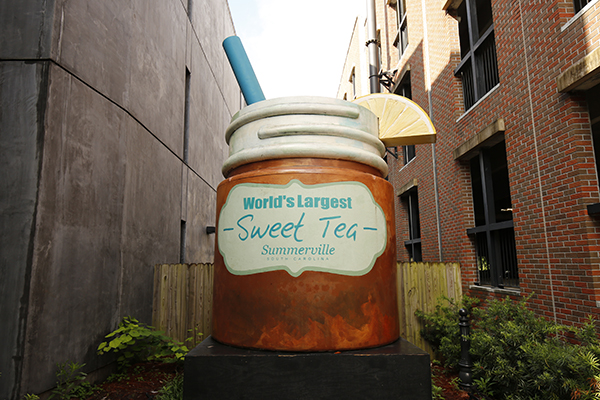 World's Largest
-Sweet Tea-
Summerville
SOUTH CAROLINA